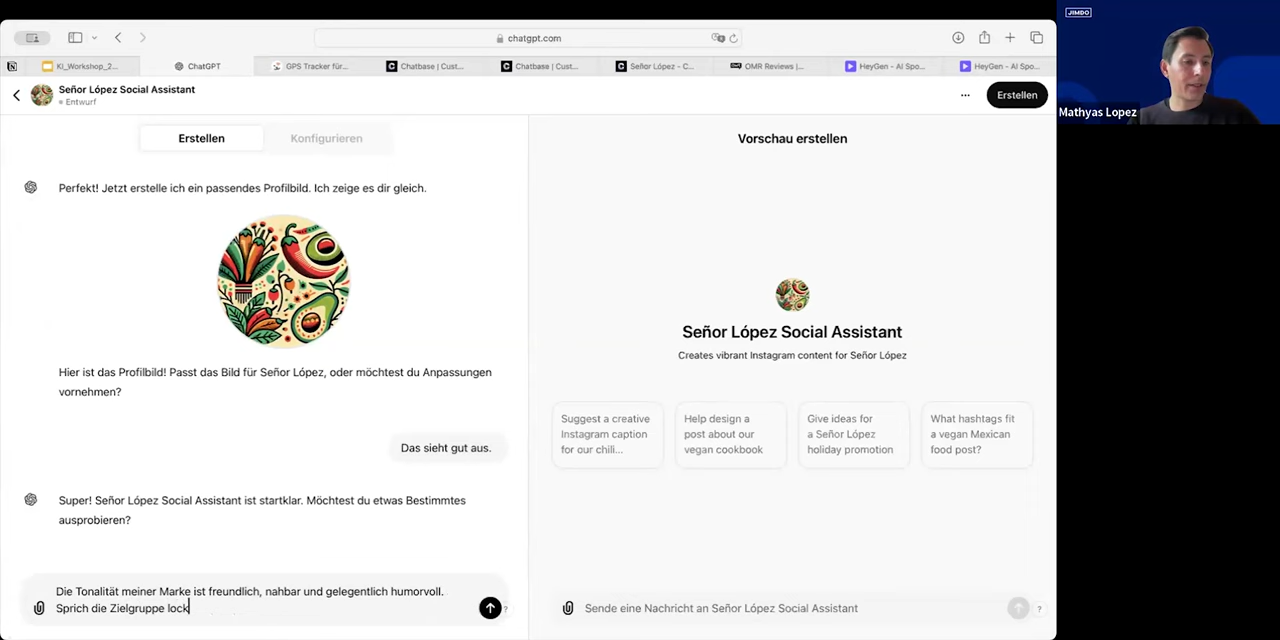 JIMDO
chatgpt.com
KI_Workshop_2...
ChatGPT
GPS Tracker für...
Chatbase | Cust...
Chatbase | Cust...
Señor López - C...
OMR Reviews |...
HeyGen - AI Spo...
HeyGen - AI Spo...
Señor López Social Assistant
Entwurf
...
Erstellen
Mathyas Lopez
Erstellen
Konfigurieren
Perfekt! Jetzt erstelle ich ein passendes Profilbild. Ich zeige es dir gleich.
Hier ist das Profilbild! Passt das Bild für Señor López, oder möchtest du Anpassungen
vornehmen?
Das sieht gut aus.
Super! Señor López Social Assistant ist startklar. Möchtest du etwas Bestimmtes
ausprobieren?
Die Tonalität meiner Marke ist freundlich, nahbar und gelegentlich humorvoll.
Sprich die Zielgruppe lock
?
Vorschau erstellen
Señor López Social Assistant
Creates vibrant Instagram content for Señor López
Suggest a creative
Instagram caption
for our chili...
Help design a
post about our
vegan cookbook
Give ideas for
a Señor López
holiday promotion
What hashtags fit
a vegan Mexican
food post?
Sende eine Nachricht an Señor López Social Assistant
?